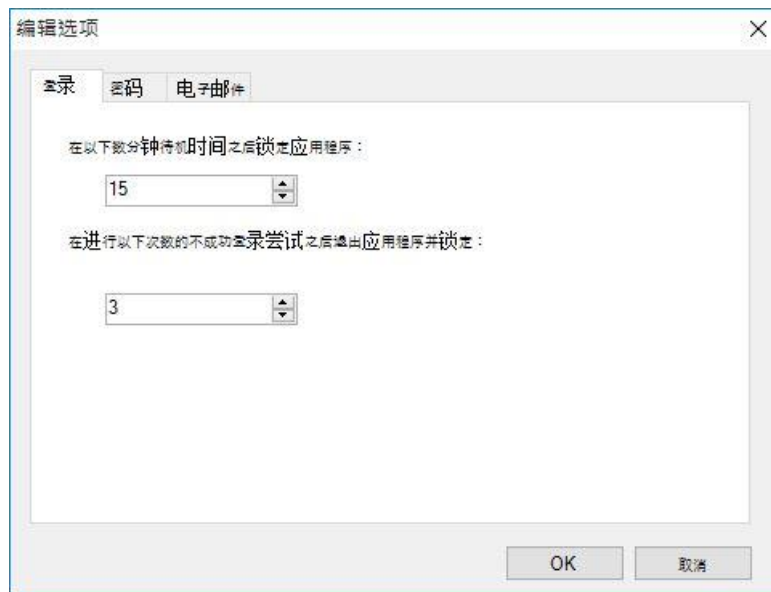 编辑选项
登录 密码 电子邮件
在以下数分钟待机时间之后锁定应用程序：
15
在进行以下次数的不成功登录尝试之后退出应用程序并锁定：
3
OK 取消